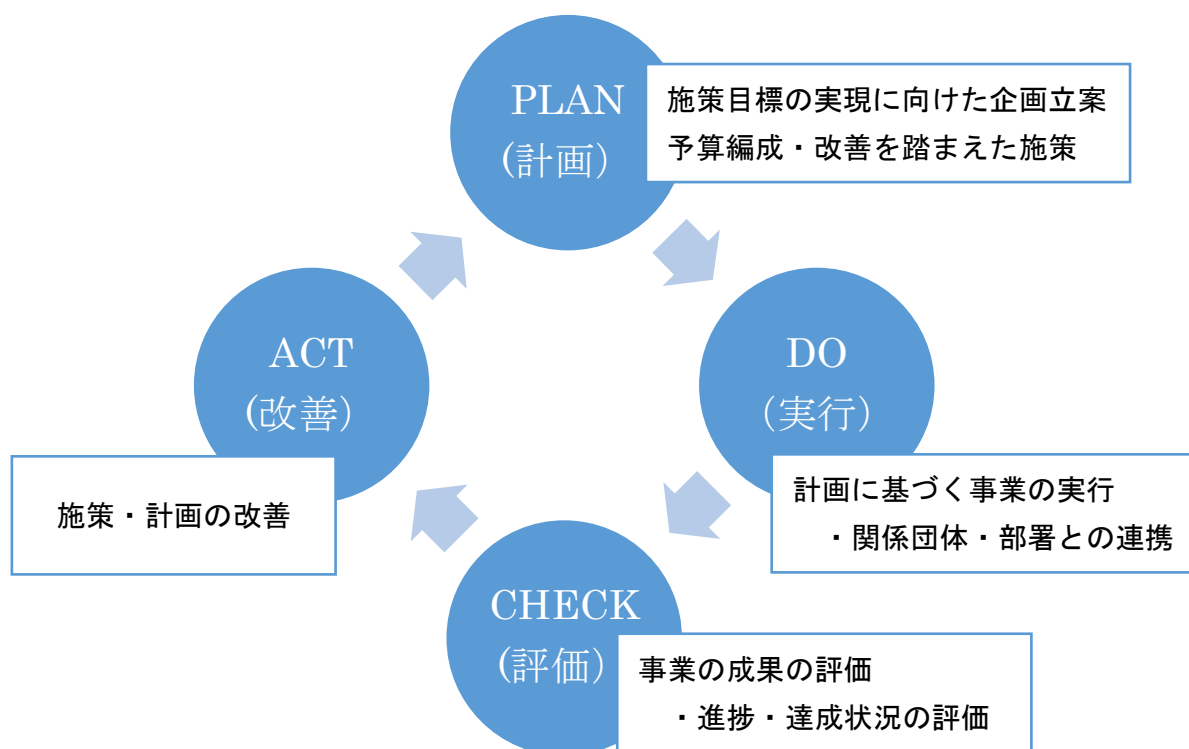 PLAN
(計画）
施策目標の実現に向けた企画立案
予算編成・改善を踏まえた施策
DO
（実行）
計画に基づく事業の実行
・関係団体・部署との連携
CHECK
(評価）
事業の成果の評価
・進捗・達成状況の評価
ACT
(改善）
施策・計画の改善